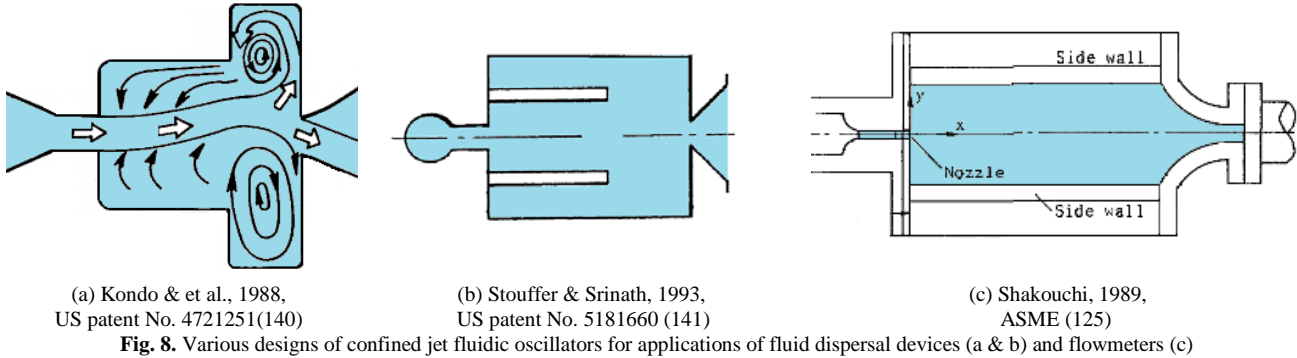 Side wall
y
x
Nozzle
Side wall
(a) Kondo & et al., 1988,
US patent No. 4721251(140)
(b) Stouffer & Srinath, 1993,
US patent No. 5181660 (141)
(c) Shakouchi, 1989,
ASME (125)
Fig. 8. Various designs of confined jet fluidic oscillators for applications of fluid dispersal devices (a & b) and flowmeters (c)